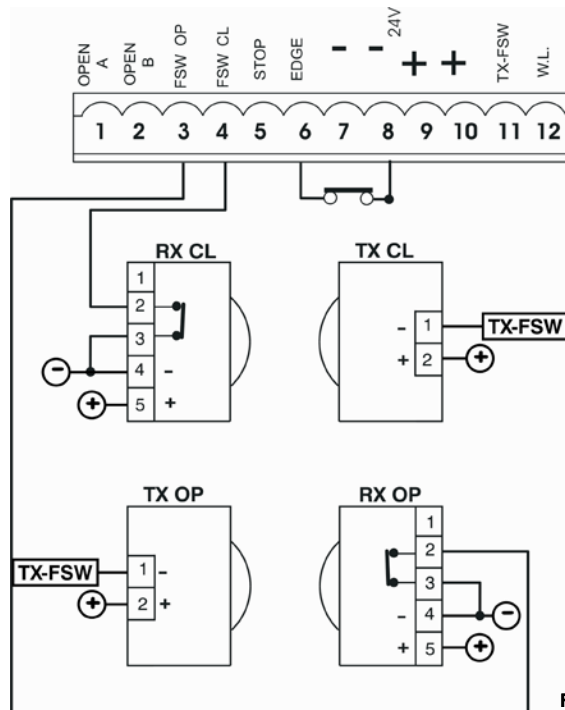 OPEN A
OPEN B
FSW OP
FSW CL
STOP
EDGE
- -
24V
+ +
TX-FSW
W.L.
1 2 3 4 5 6 7 8 9 10 11 12
RX CL
1
2
3
4 -
5 +
-
+
TX CL
- 1
+ 2
TX-FSW
+
TX OP
1 -
2 +
TX-FSW
+
RX OP
1
2
3
- 4
+ 5
-
+
F